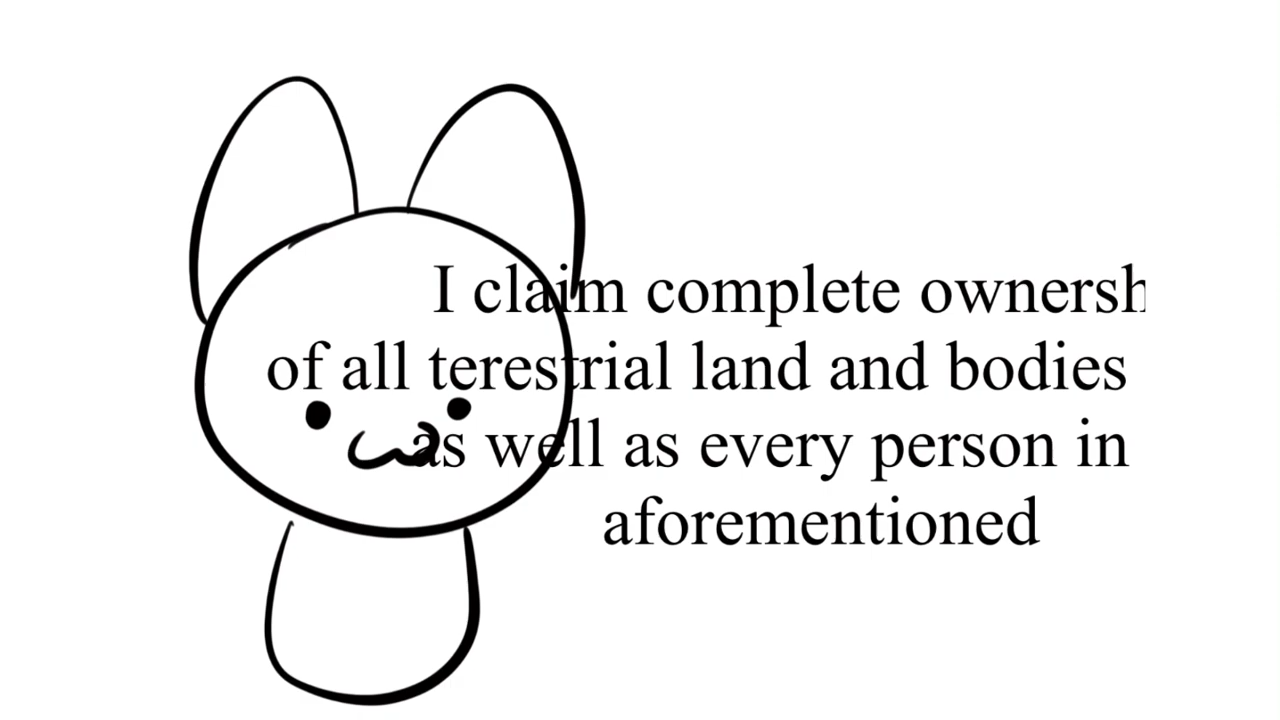 I claim complete ownersh
of all terestrial land and bodies
as well as every person in
aforementioned